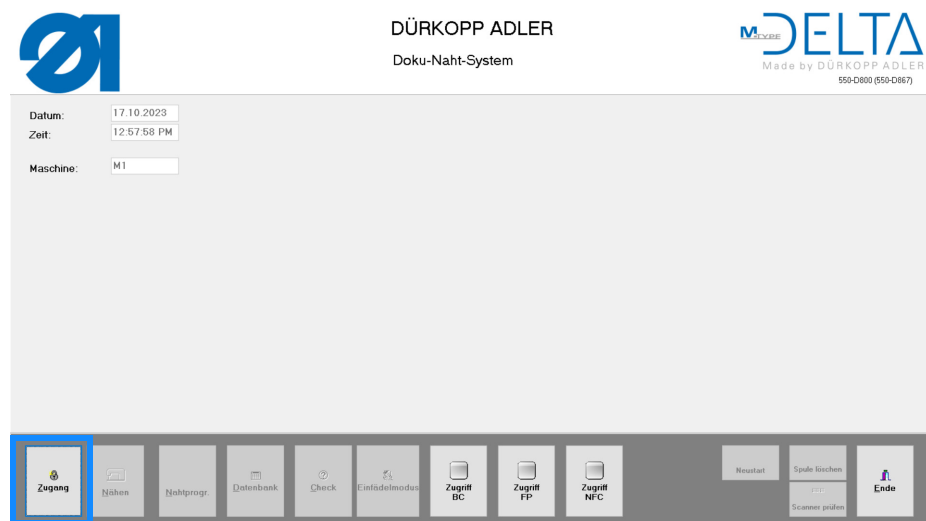 DÜRKOPP ADLER
Doku-Naht-System
M-TYPE DELTA
Made by DÜRKOPP ADLER
550-D800 (550-D867)
Datum: 17.10.2023
Zeit: 12:57:58 PM
Maschine: M1
Zugang
Nähen
Nahtprogr.
Datenbank
Check
Einfädelmodus
Zugriff
BC
Zugriff
FP
Zugriff
NFC
Neustart
Spule löschen
Scanner prüfen
Ende